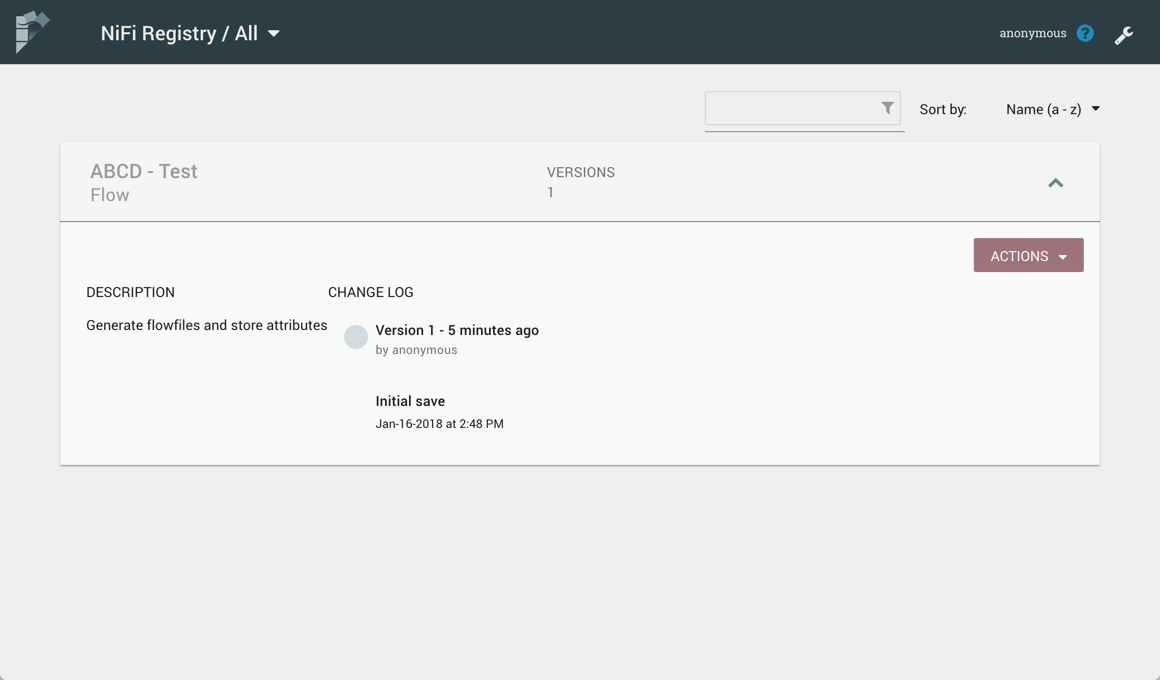 NiFi Registry / All
anonymous ?
Sort by: Name (a - z)
ABCD - Test
Flow
VERSIONS
1
ACTIONS
DESCRIPTION
Generate flowfiles and store attributes
CHANGE LOG
Version 1 - 5 minutes ago
by anonymous
Initial save
Jan-16-2018 at 2:48 PM